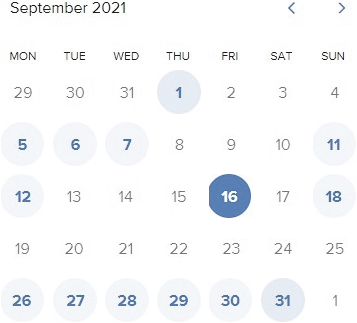 September 2021
MON TUE WED THU FRI SAT SUN
29 30 31 1 2 3 4
5 6 7 8 9 10 11
12 13 14 15 16 17 18
19 20 21 22 23 24 25
26 27 28 29 30 31 1